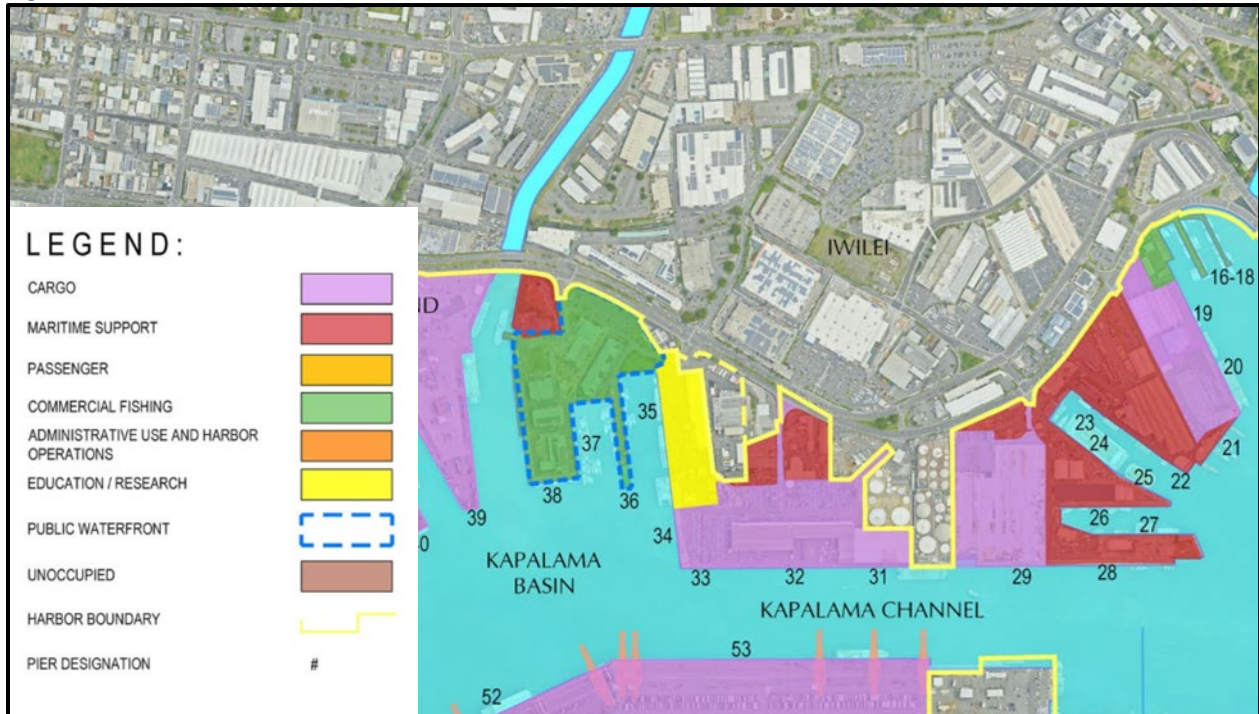 LEGEND:
CARGO
MARITIME SUPPORT
PASSENGER
COMMERCIAL FISHING
ADMINISTRATIVE USE AND HARBOR
OPERATIONS
EDUCATION / RESEARCH
PUBLIC WATERFRONT
UNOCCUPIED
HARBOR BOUNDARY
PIER DESIGNATION #
IWILEI
16-18
19
20
21
22
23
24
25
26
27
28
29
31
32
33
34
35
36
37
38
39
KAPALAMA
BASIN
KAPALAMA CHANNEL
52
53